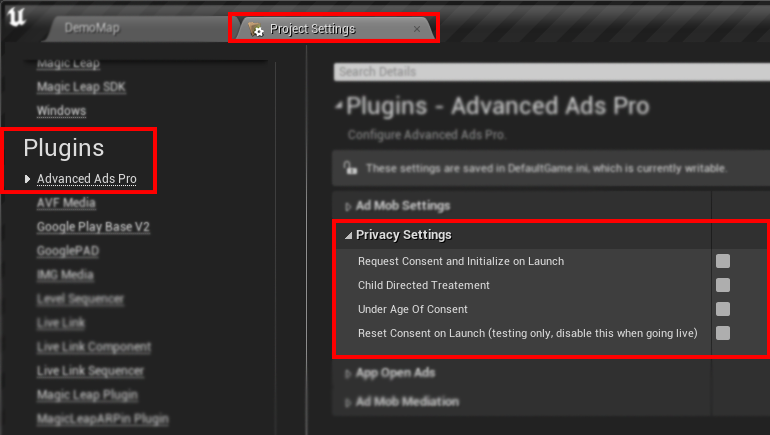 DemoMap
Project Settings
Magic Leap
Magic Leap SDK
Windows
Plugins
Advanced Ads Pro
AVF Media
Google Play Base V2
GooglePAD
IMG Media
Level Sequencer
Live Link
Live Link Component
Live Link Sequencer
Magic Leap Plugin
MagicLeapARPin Plugin
Search Details
Plugins - Advanced Ads Pro
Configure Advanced Ads Pro.
These settings are saved in DefaultGame.ini, which is currently writable.
Ad Mob Settings
Privacy Settings
Request Consent and Initialize on Launch
Child Directed Treatement
Under Age Of Consent
Reset Consent on Launch (testing only, disable this when going live)
App Open Ads
Ad Mob Mediation